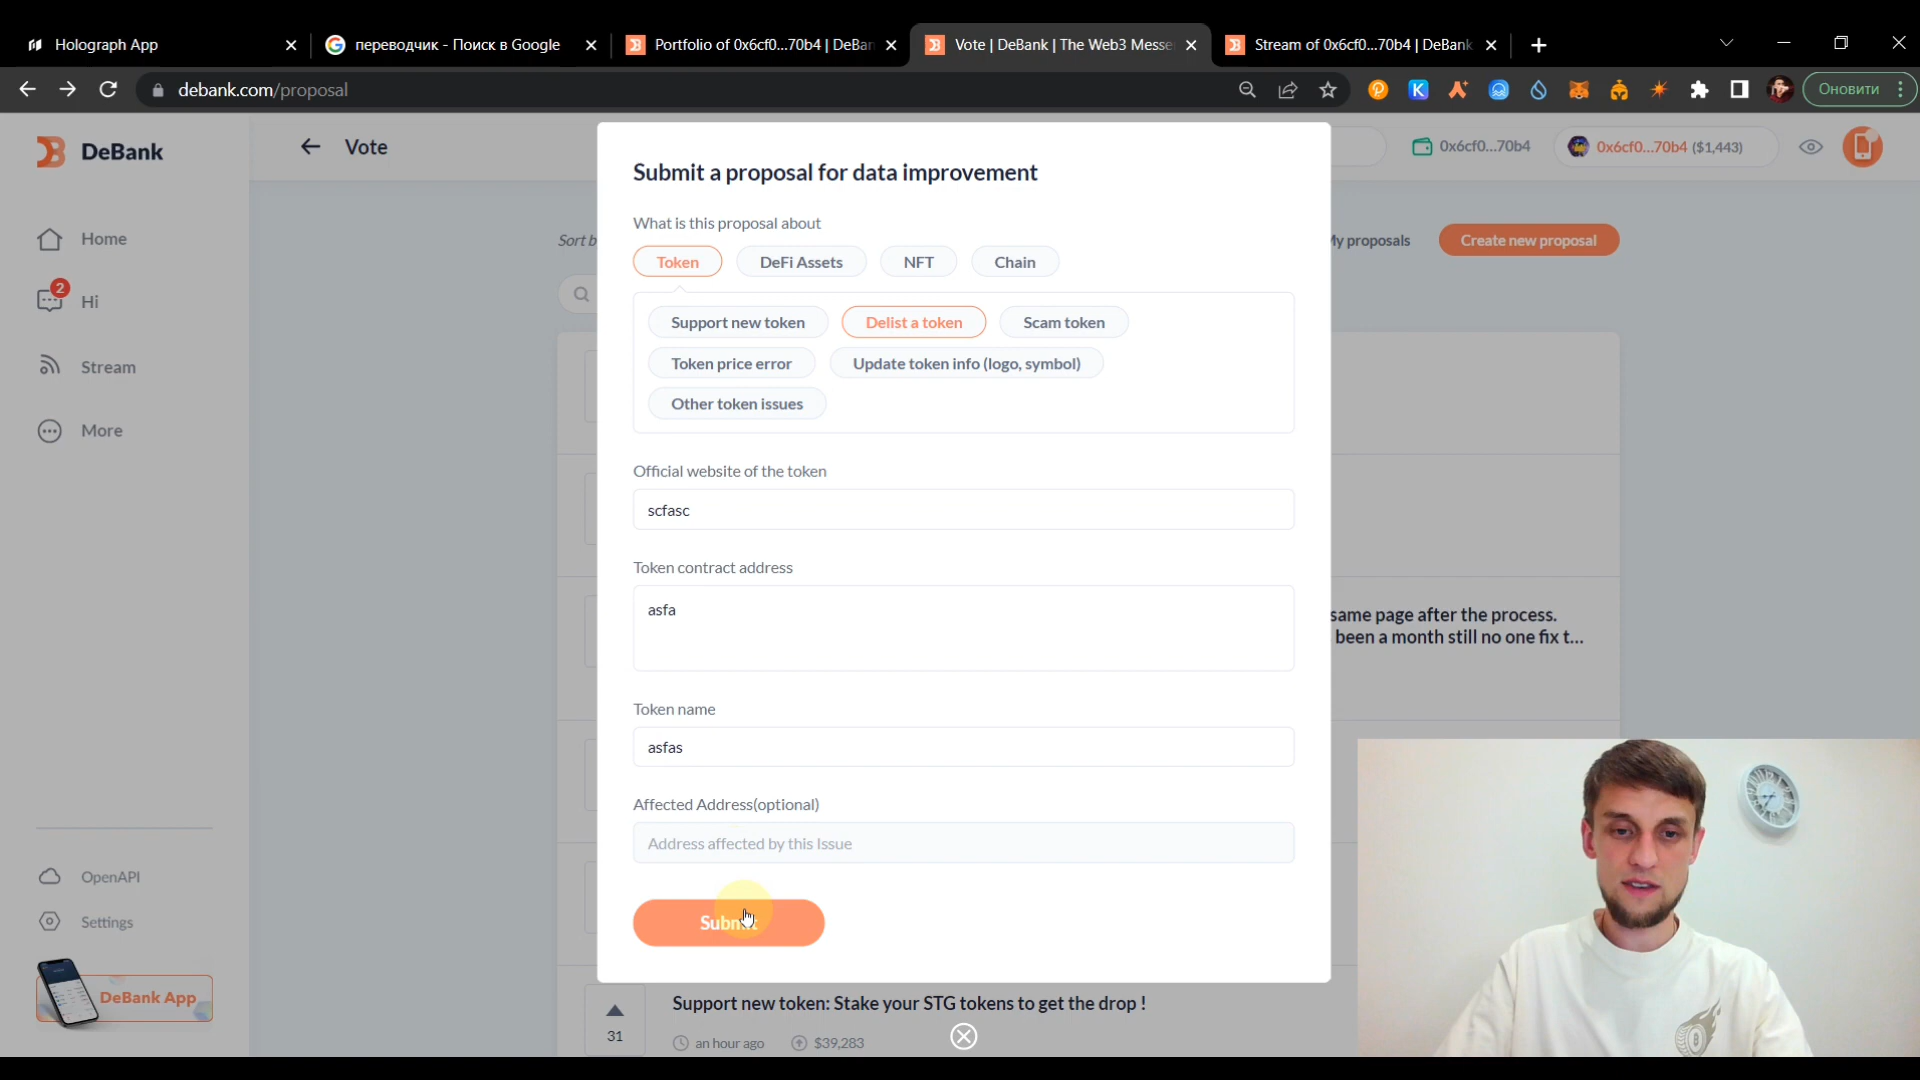 Holograph App
переводчик - Поиск в Google
Portfolio of 0x6cf0...70b4 | DeBan
Vote | DeBank | The Web3 Messe
Stream of 0x6cf0...70b4 | DeBank
debank.com/proposal
Оновити
DeBank
Vote
0x6cf0...70b4
0x6cf0...70b4 ($1,443)
Home
2
Hi
Stream
More
OpenAPI
Settings
DeBank App
Sort b
My proposals
Create new proposal
Submit a proposal for data improvement
What is this proposal about
Token
DeFi Assets
NFT
Chain
Support new token
Delist a token
Scam token
Token price error
Update token info (logo, symbol)
Other token issues
Official website of the token
scfasc
Token contract address
asfa
Token name
asfas
Affected Address(optional)
Address affected by this Issue
Submit
same page after the process.
been a month still no one fix t...
Support new token: Stake your STG tokens to get the drop !
31
an hour ago
$39,283